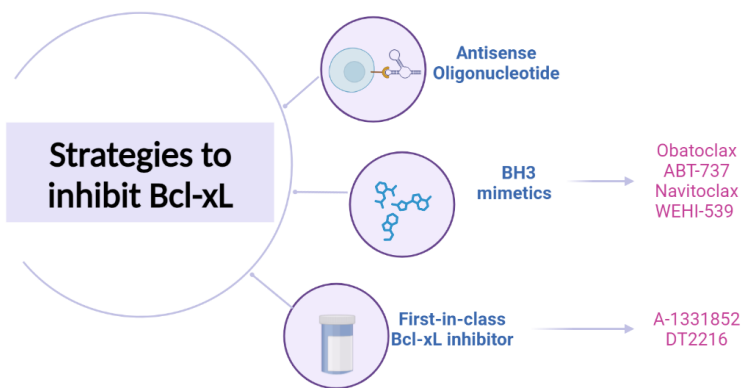 Strategies to
inhibit Bcl-xL
Antisense
Oligonucleotide
BH3
mimetics
Obatoclax
ABT-737
Navitoclax
WEHI-539
First-in-class
Bcl-xL inhibitor
A-1331852
DT2216